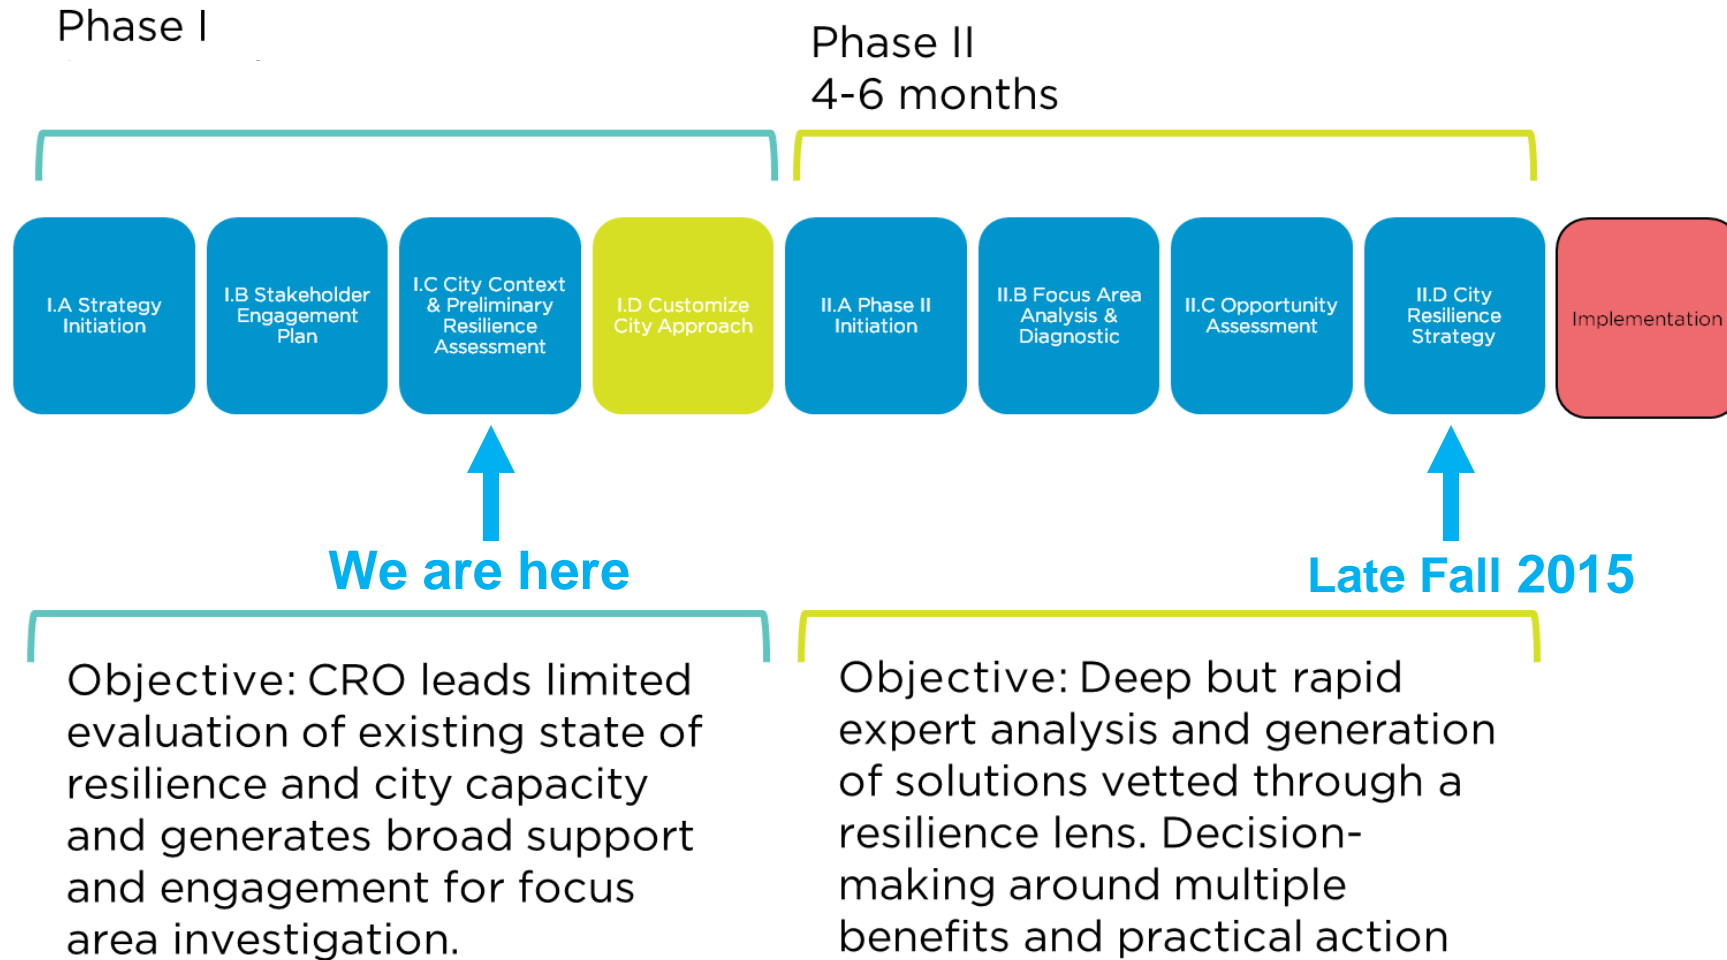 Phase I
Phase II
4-6 months
I.A Strategy
Initiation
I.B Stakeholder
Engagement
Plan
I.C City Context
& Preliminary
Resilience
Assessment
I.D Customize
City Approach
II.A Phase II
Initiation
II.B Focus Area
Analysis &
Diagnostic
II.C Opportunity
Assessment
II.D City
Resilience
Strategy
Implementation
We are here
Late Fall 2015
Objective: CRO leads limited
evaluation of existing state of
resilience and city capacity
and generates broad support
and engagement for focus
area investigation.
Objective: Deep but rapid
expert analysis and generation
of solutions vetted through a
resilience lens. Decision-
making around multiple
benefits and practical action